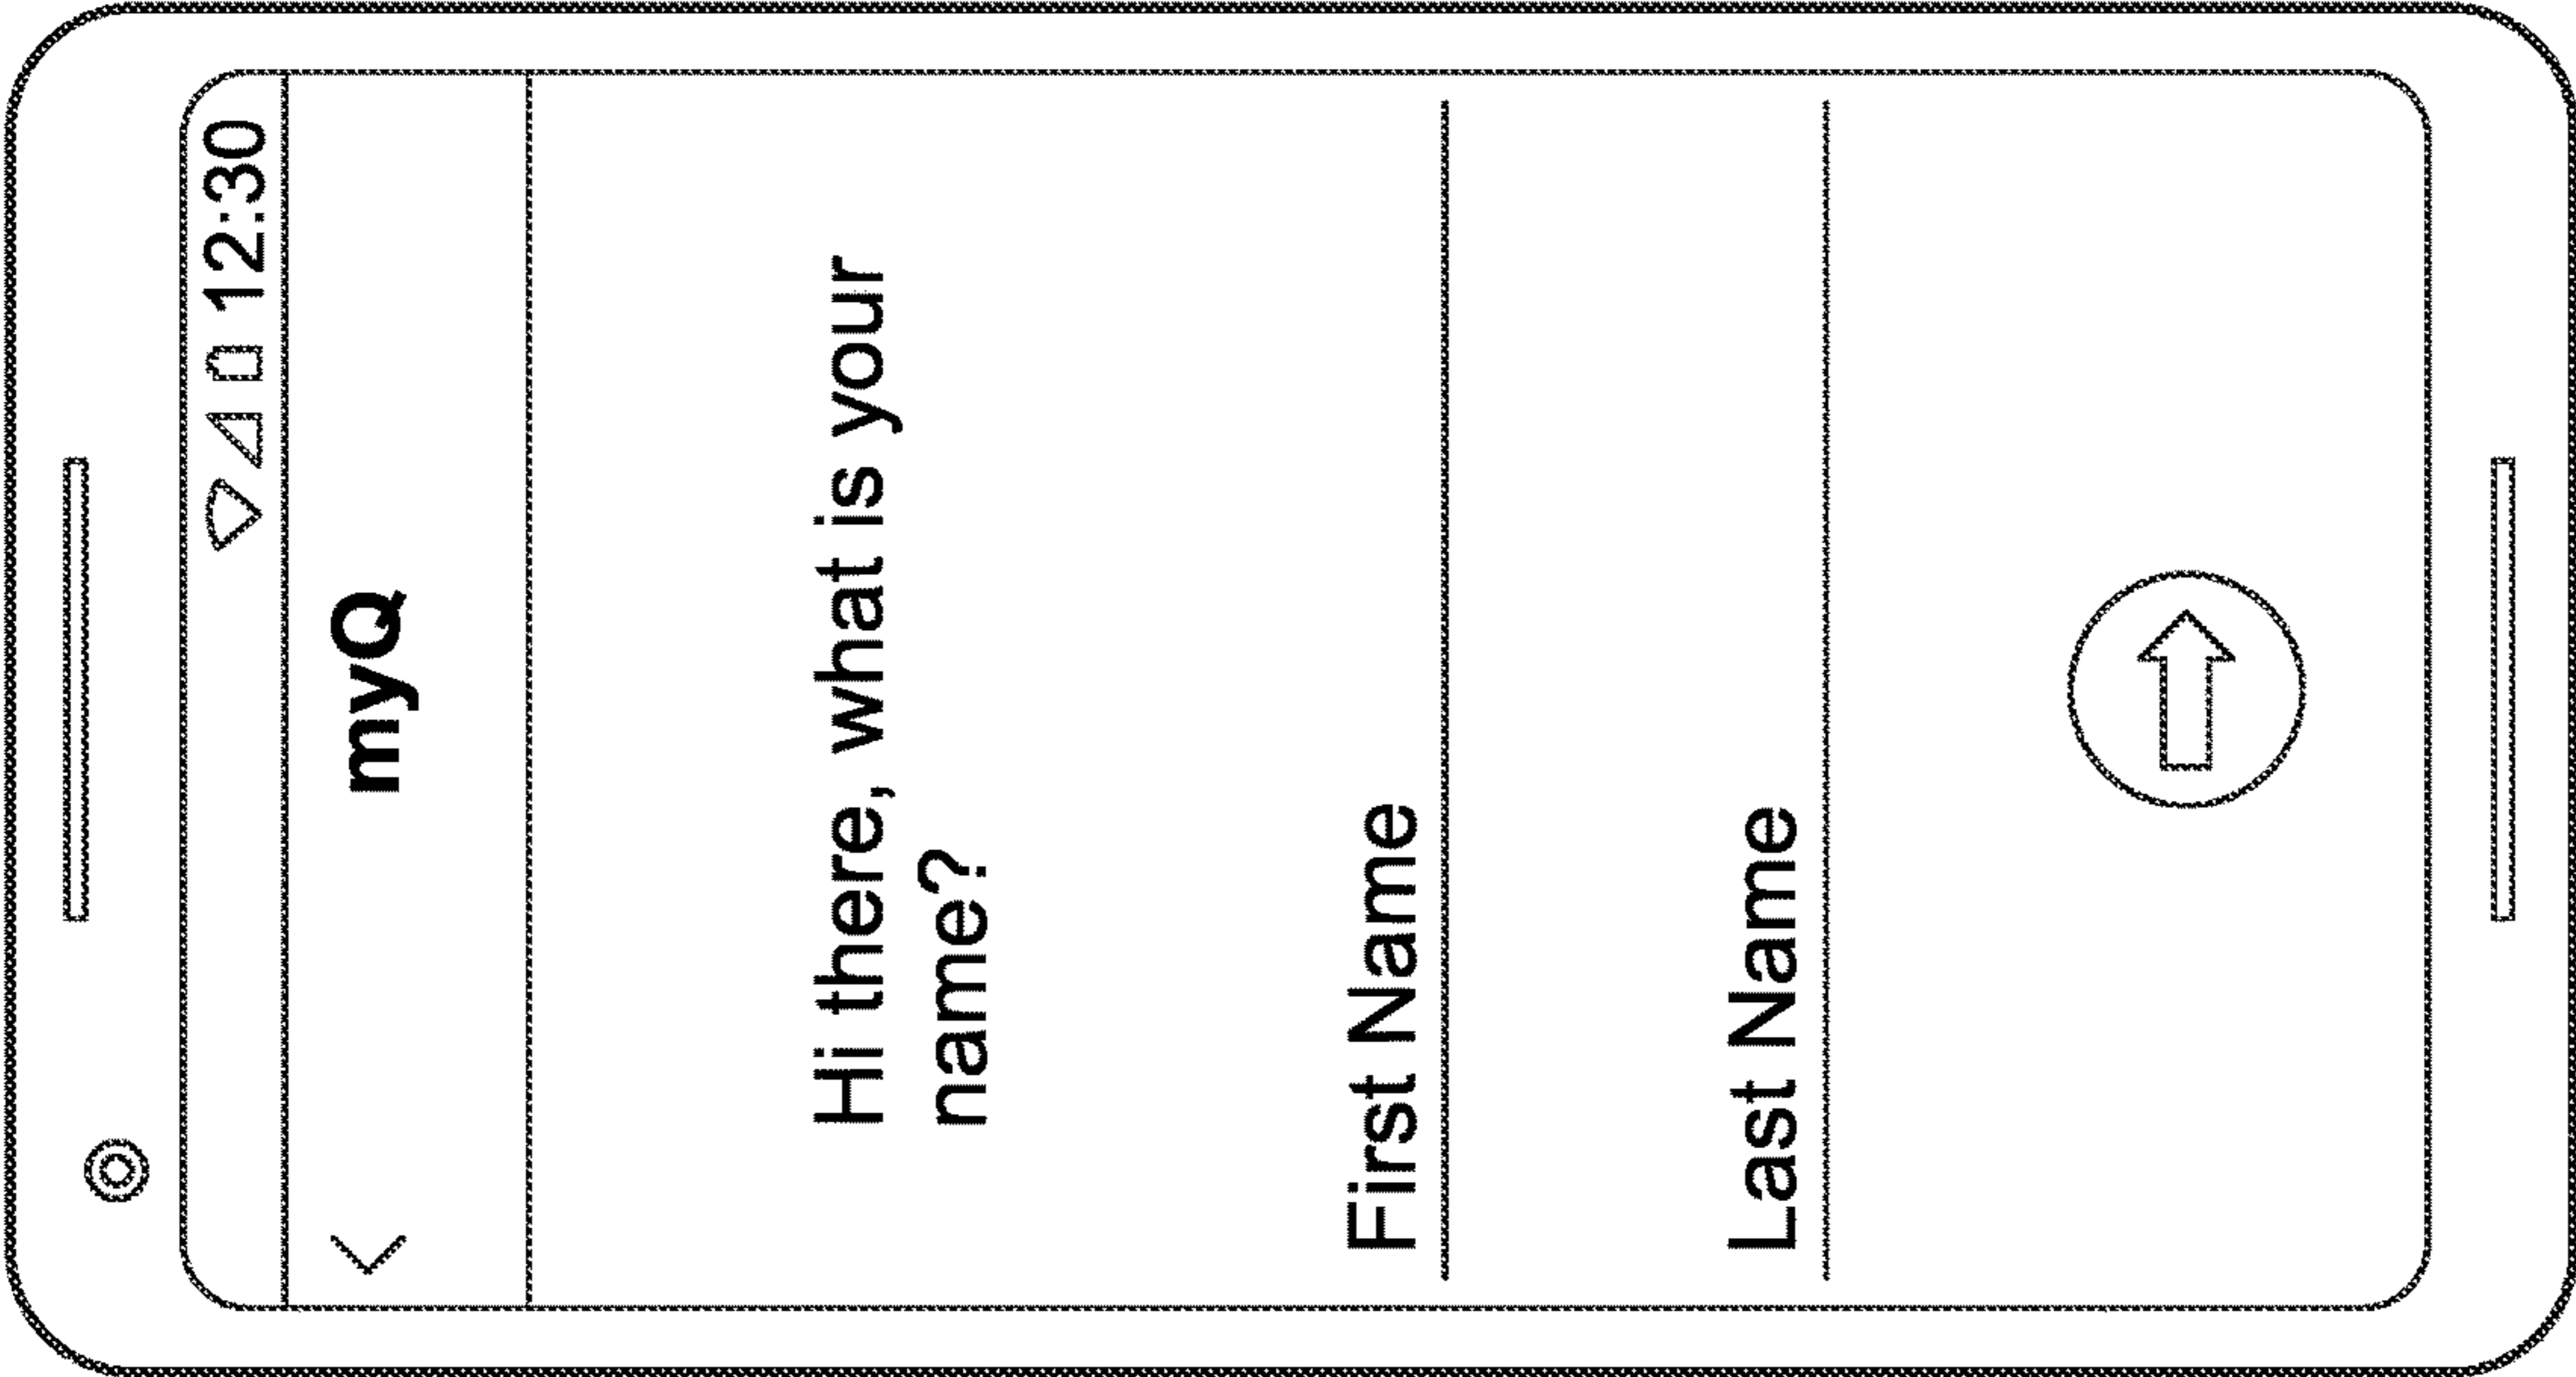 12:30
myQ
Hi there, what is your
name?
First Name
Last Name